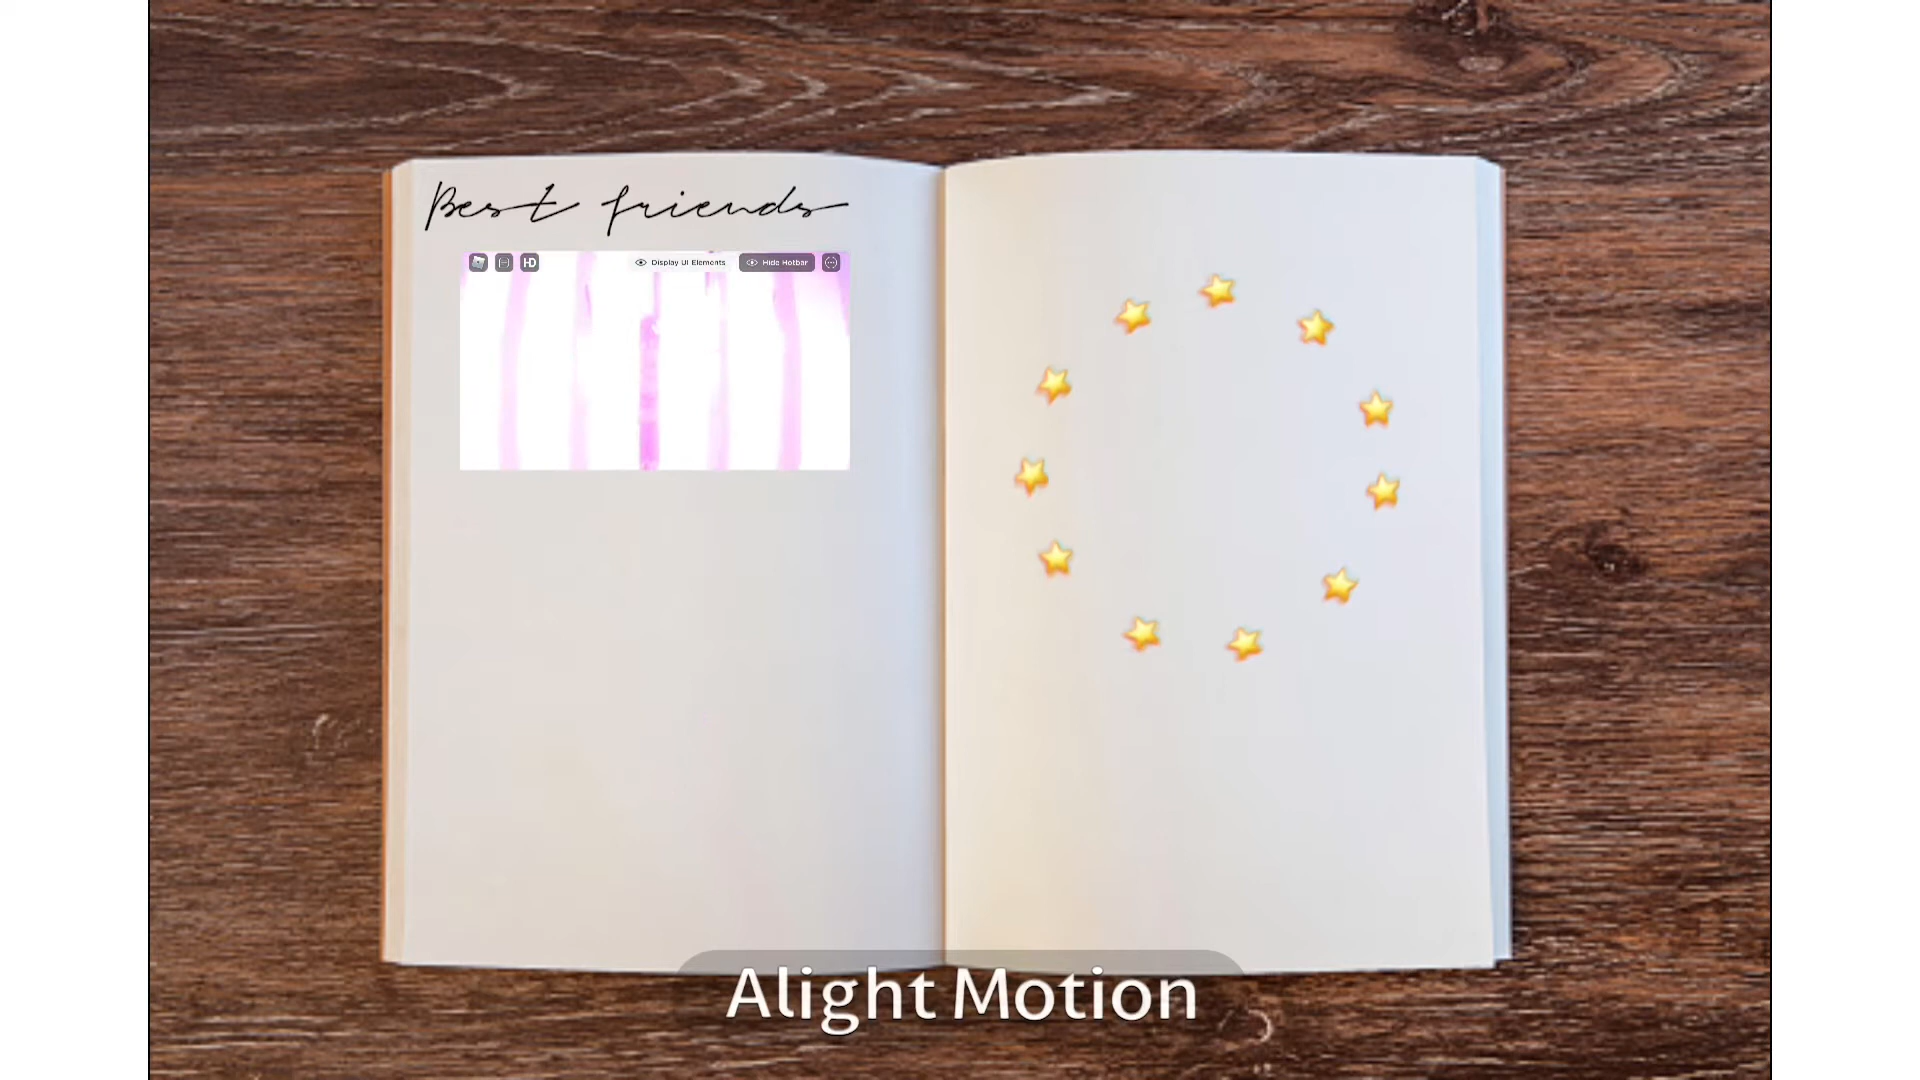 Best friends
HD
Display UI Elements
Hide Hotbar
Alight Motion